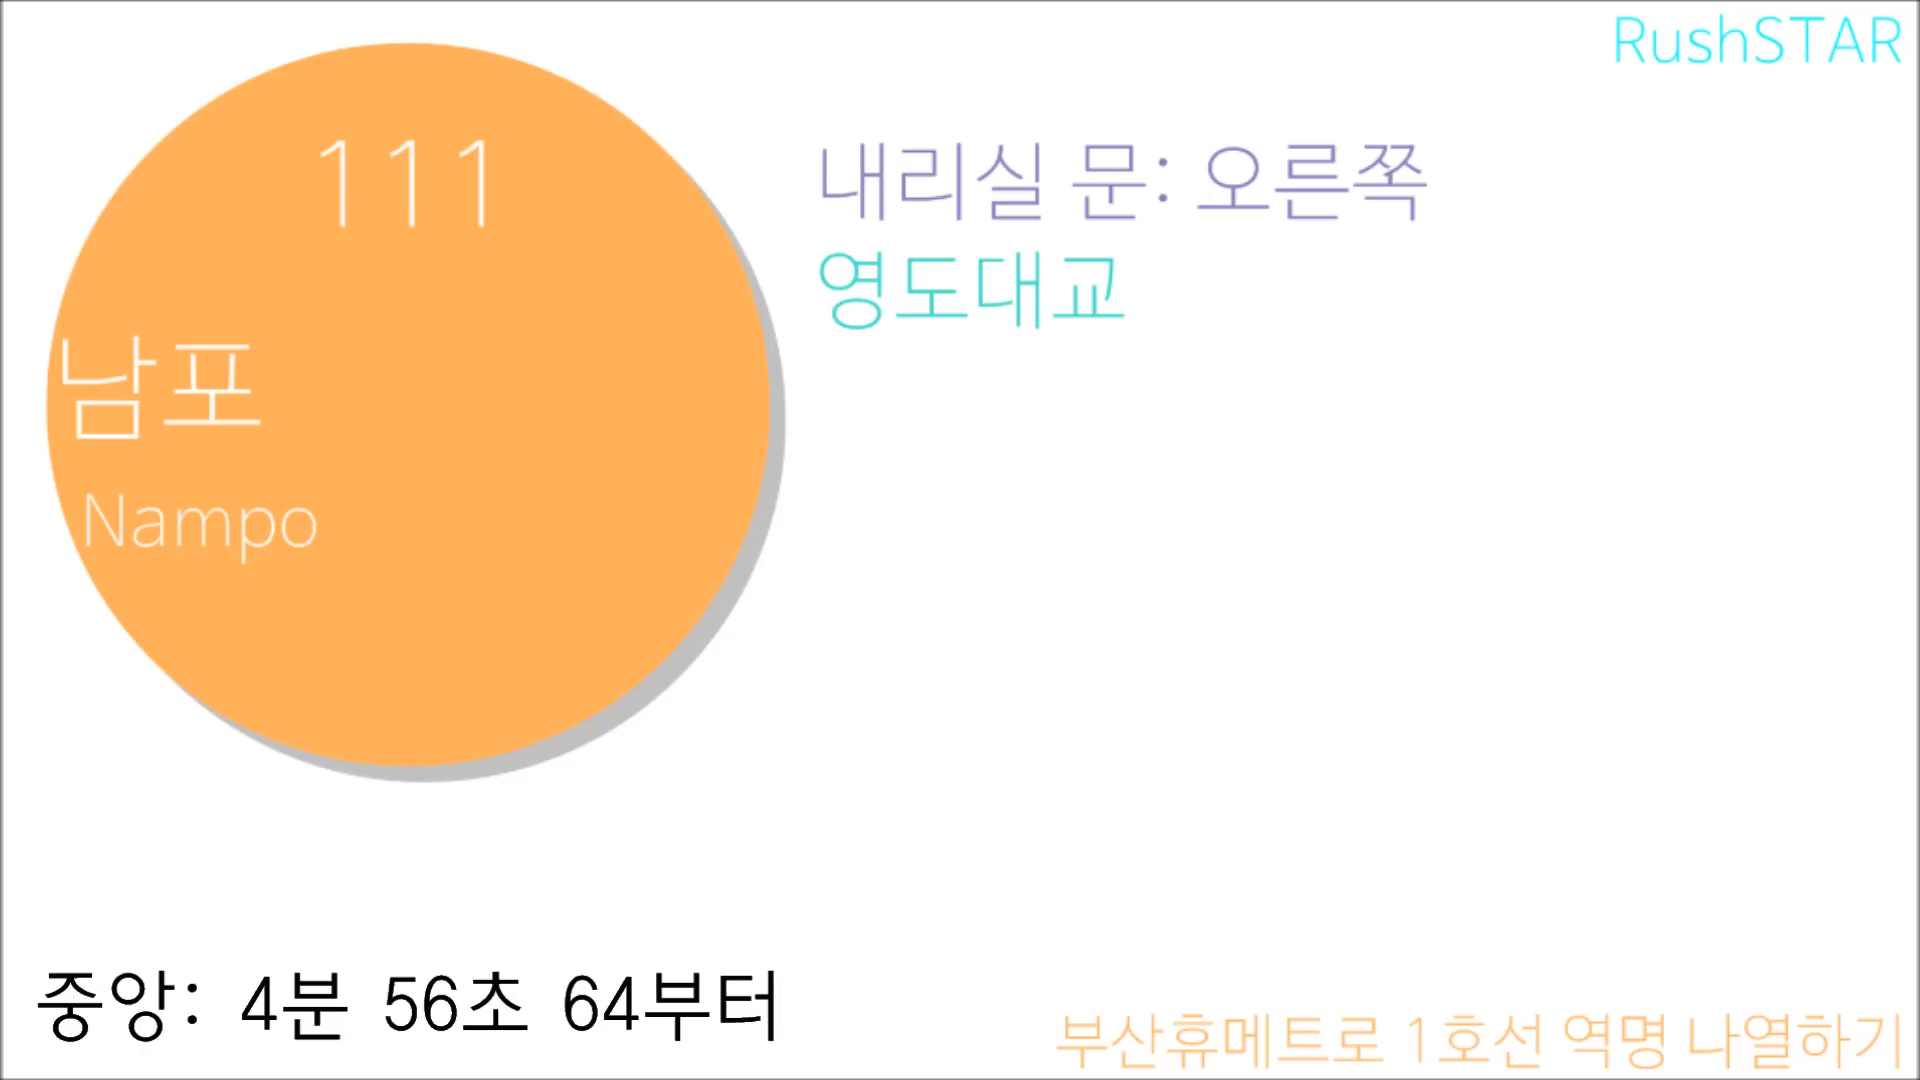 RushSTAR
111
남포
Nampo
내리실 문: 오른쪽
영도대교
중앙: 4분 56초 64부터
부산휴메트로 1호선 역명 나열하기